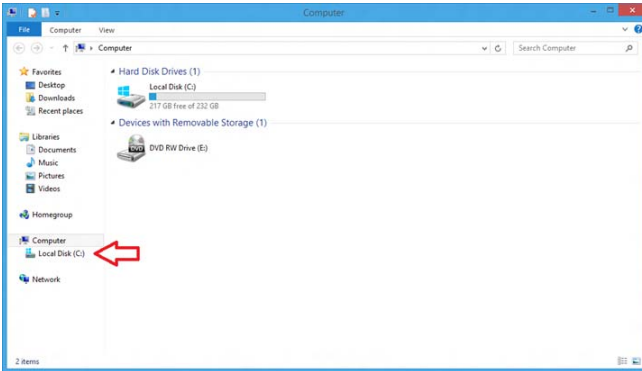 Computer
File Computer View
Computer
Search Computer
Favorites
Desktop
Downloads
Recent places
Libraries
Documents
Music
Pictures
Videos
Homegroup
Computer
Local Disk (C:)
Network
Hard Disk Drives (1)
Local Disk (C:)
217 GB free of 232 GB
Devices with Removable Storage (1)
DVD
DVD RW Drive (E:)
2 items